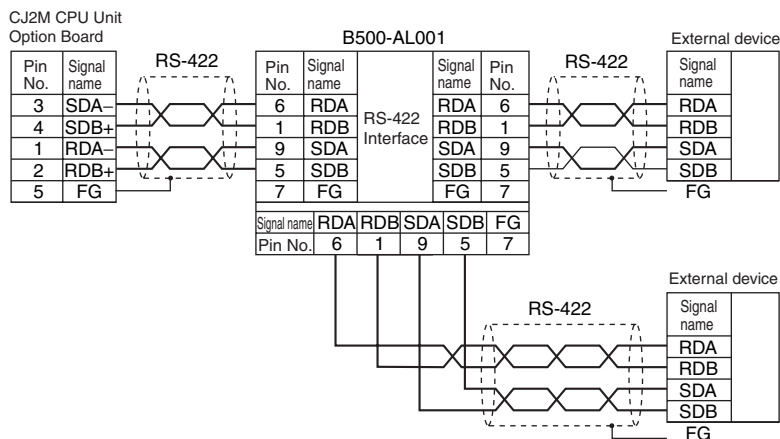 CJ2M CPU Unit
Option Board
B500-AL001
External device
RS-422
RS-422
Pin No. Signal name
3 SDA−
4 SDB+
1 RDA−
2 RDB+
5 FG
Pin No. Signal name
6 RDA
1 RDB
9 SDA
5 SDB
7 FG
RS-422
Interface
Signal name Pin No.
RDA 6
RDB 1
SDA 9
SDB 5
FG 7
Signal name
RDA
RDB
SDA
SDB
FG
Signal name RDA RDB SDA SDB FG
Pin No. 6 1 9 5 7
External device
RS-422
Signal name
RDA
RDB
SDA
SDB
FG